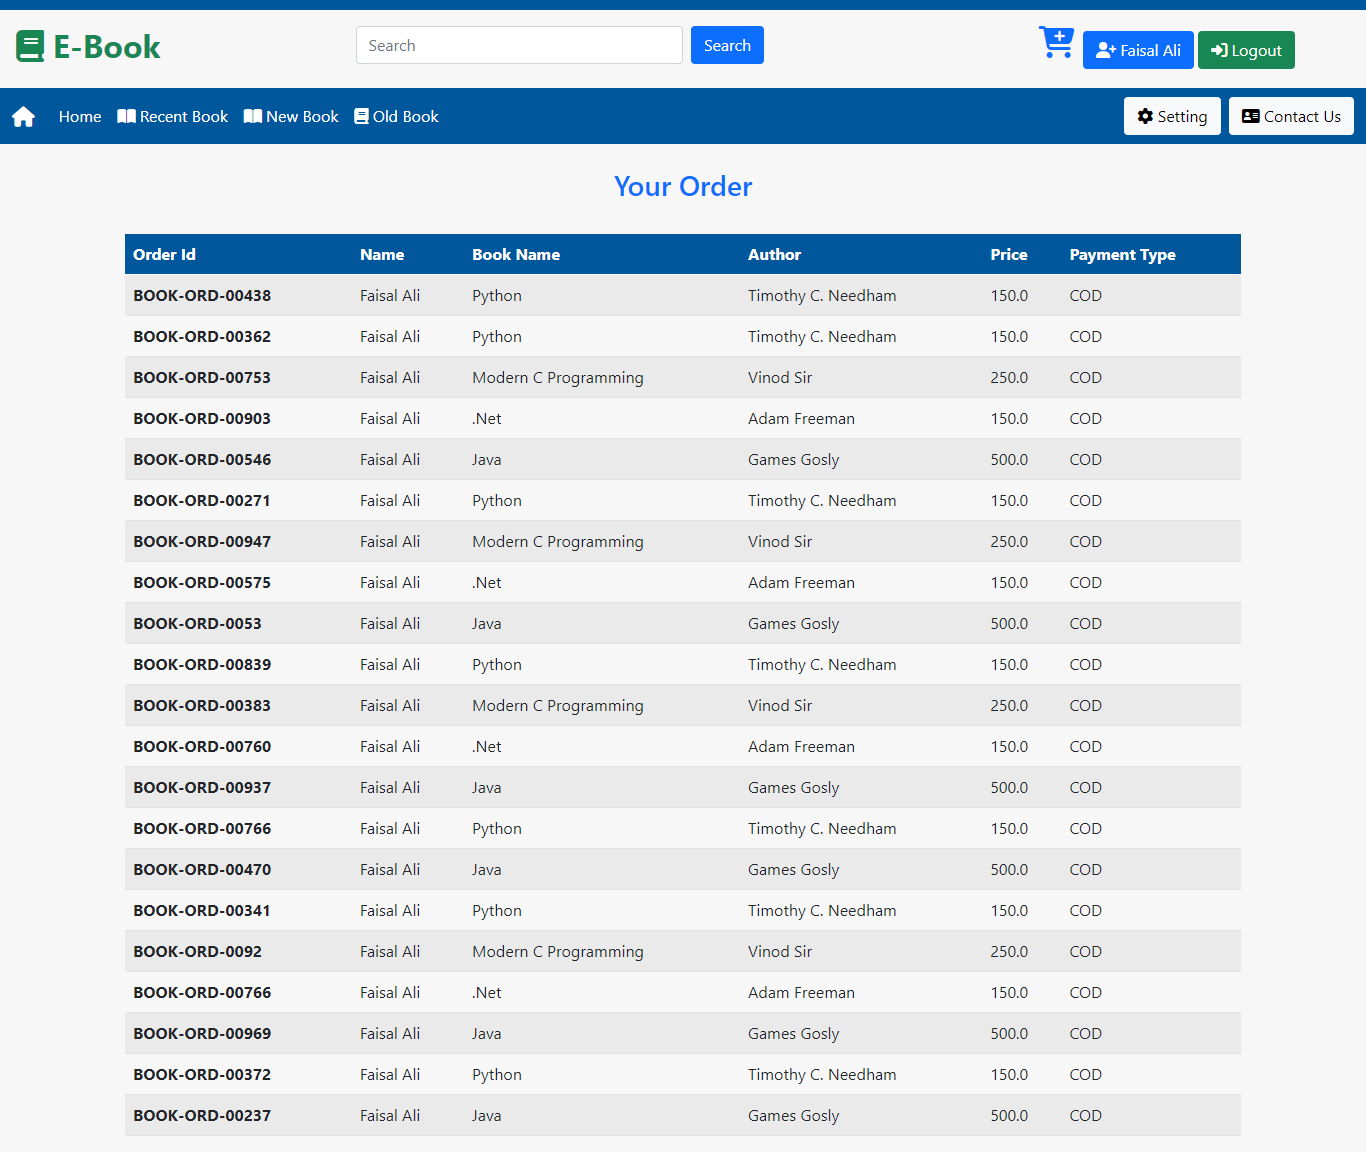 E-Book Search Search Faisal Ali Logout
Home Recent Book New Book Old Book Setting Contact Us
Your Order
Order Id Name Book Name Author Price Payment Type
BOOK-ORD-00438 Faisal Ali Python Timothy C. Needham 150.0 COD
BOOK-ORD-00362 Faisal Ali Python Timothy C. Needham 150.0 COD
BOOK-ORD-00753 Faisal Ali Modern C Programming Vinod Sir 250.0 COD
BOOK-ORD-00903 Faisal Ali .Net Adam Freeman 150.0 COD
BOOK-ORD-00546 Faisal Ali Java Games Gosly 500.0 COD
BOOK-ORD-00271 Faisal Ali Python Timothy C. Needham 150.0 COD
BOOK-ORD-00947 Faisal Ali Modern C Programming Vinod Sir 250.0 COD
BOOK-ORD-00575 Faisal Ali .Net Adam Freeman 150.0 COD
BOOK-ORD-0053 Faisal Ali Java Games Gosly 500.0 COD
BOOK-ORD-00839 Faisal Ali Python Timothy C. Needham 150.0 COD
BOOK-ORD-00383 Faisal Ali Modern C Programming Vinod Sir 250.0 COD
BOOK-ORD-00760 Faisal Ali .Net Adam Freeman 150.0 COD
BOOK-ORD-00937 Faisal Ali Java Games Gosly 500.0 COD
BOOK-ORD-00766 Faisal Ali Python Timothy C. Needham 150.0 COD
BOOK-ORD-00470 Faisal Ali Java Games Gosly 500.0 COD
BOOK-ORD-00341 Faisal Ali Python Timothy C. Needham 150.0 COD
BOOK-ORD-0092 Faisal Ali Modern C Programming Vinod Sir 250.0 COD
BOOK-ORD-00766 Faisal Ali .Net Adam Freeman 150.0 COD
BOOK-ORD-00969 Faisal Ali Java Games Gosly 500.0 COD
BOOK-ORD-00372 Faisal Ali Python Timothy C. Needham 150.0 COD
BOOK-ORD-00237 Faisal Ali Java Games Gosly 500.0 COD